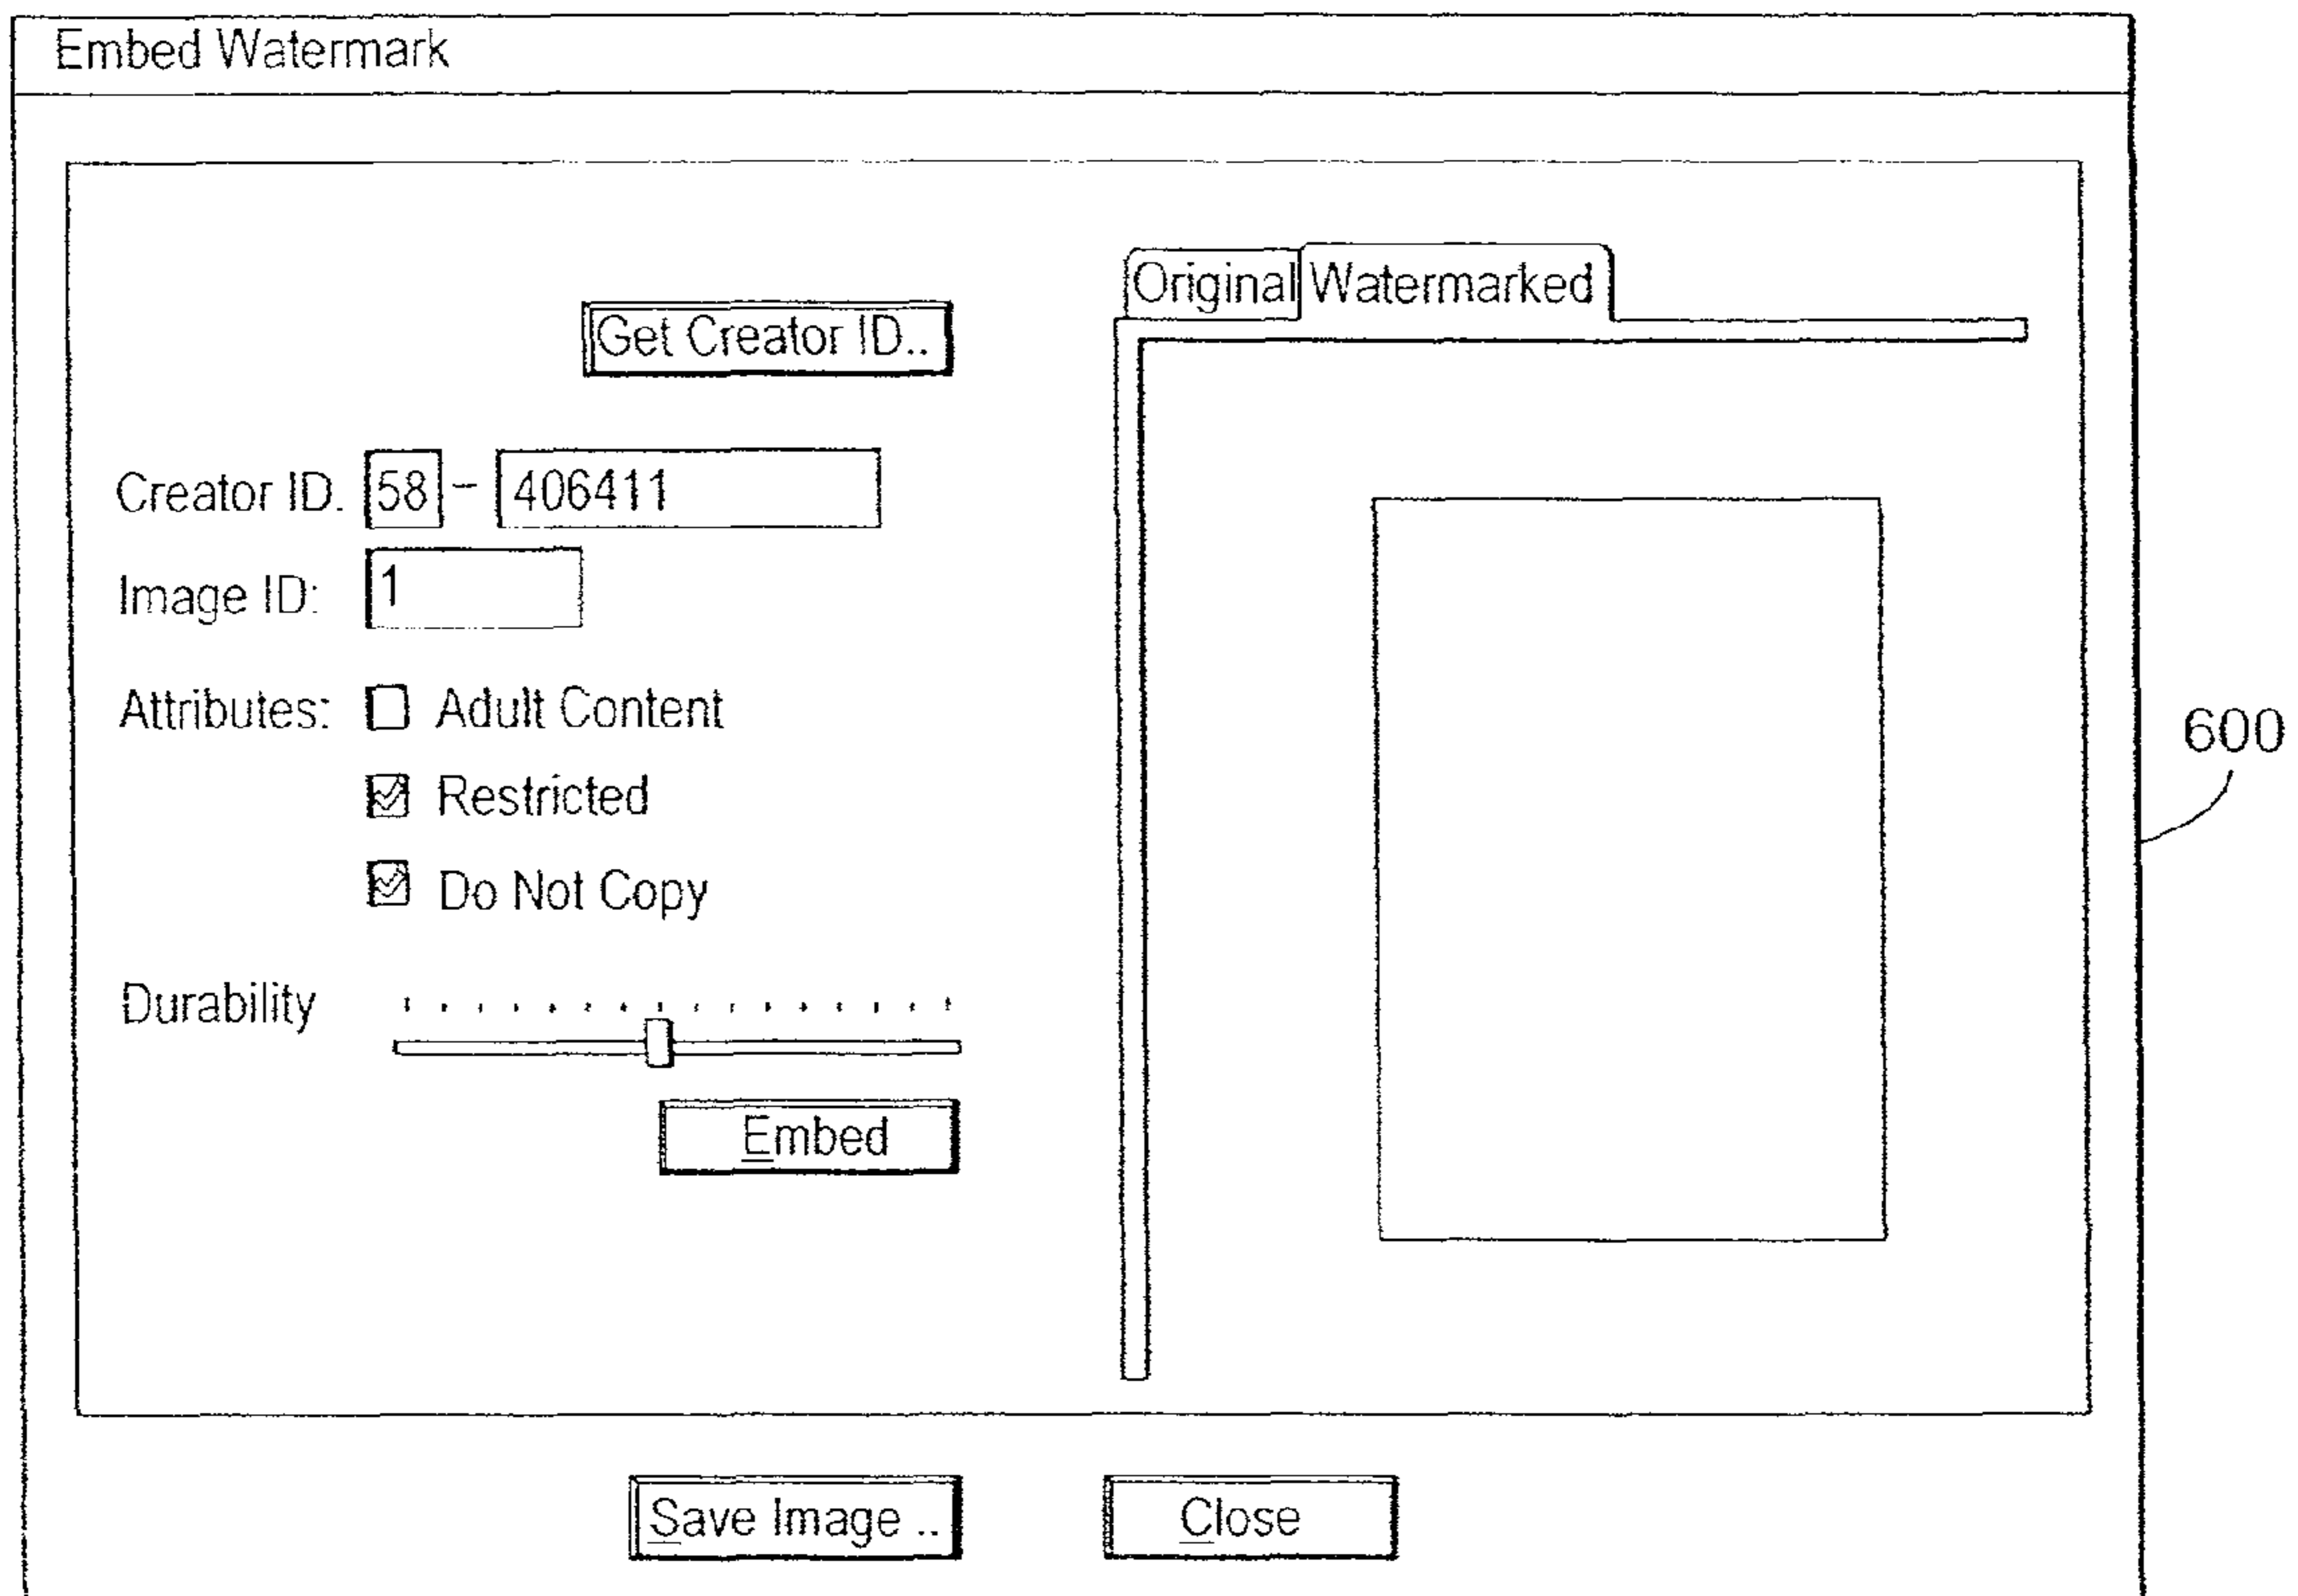 Embed Watermark
Get Creator ID..
Creator ID. 58 - 406411
Image ID: 1
Attributes: Adult Content
Restricted
Do Not Copy
Durability
Embed
Original Watermarked
600
Save Image ..
Close